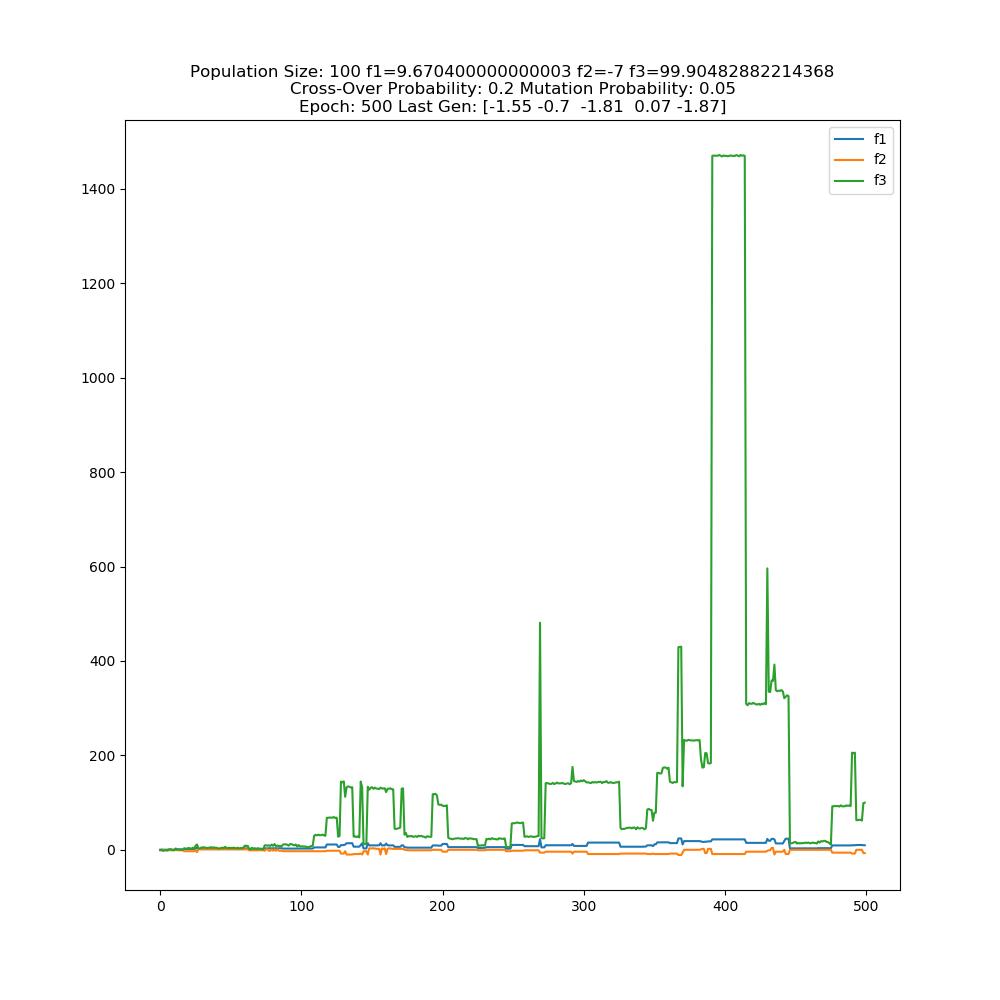 Population Size: 100 f1=9.670400000000003 f2=-7 f3=99.90482882214368
Cross-Over Probability: 0.2 Mutation Probability: 0.05
Epoch: 500 Last Gen: [-1.55 -0.7  -1.81  0.07 -1.87]
f1
f2
f3
1400
1200
1000
800
600
400
200
0
0 100 200 300 400 500